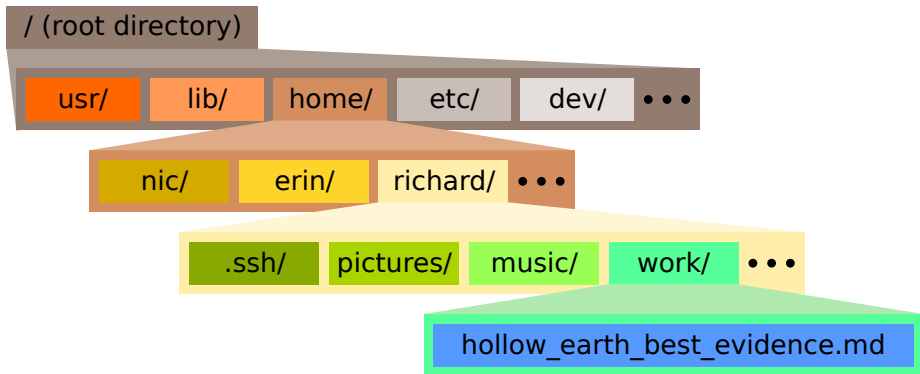 / (root directory)
usr/ lib/ home/ etc/ dev/ •••
nic/ erin/ richard/ •••
.ssh/ pictures/ music/ work/ •••
hollow_earth_best_evidence.md